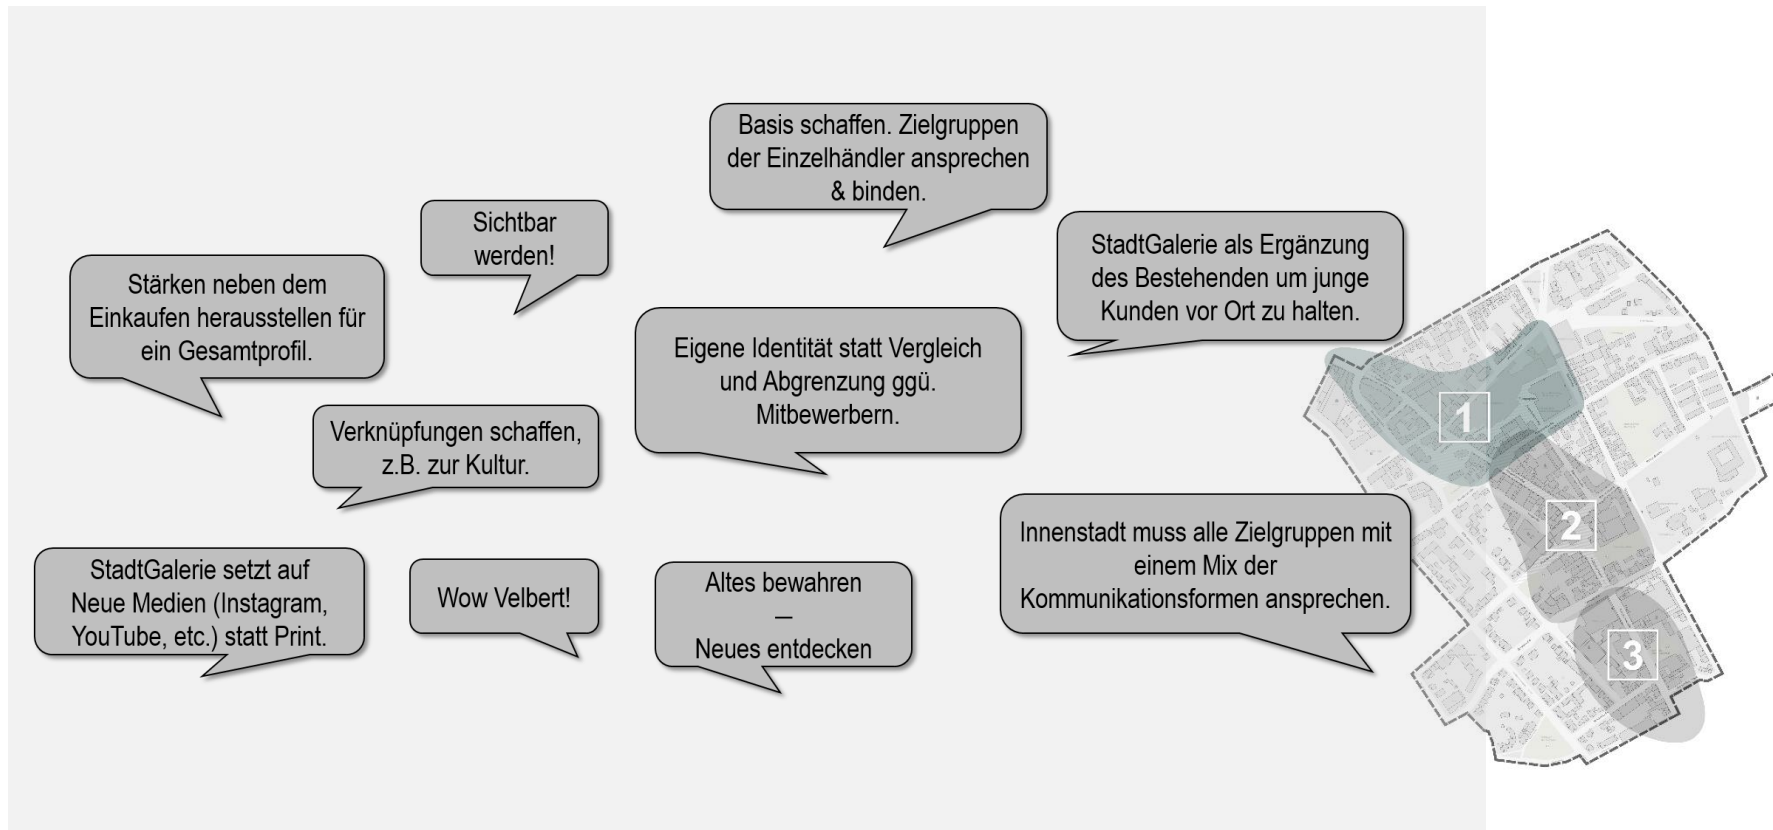 Basis schaffen. Zielgruppen
der Einzelhändler ansprechen
& binden.
Sichtbar
werden!
StadtGalerie als Ergänzung
des Bestehenden um junge
Kunden vor Ort zu halten.
Stärken neben dem
Einkaufen herausstellen für
ein Gesamtprofil.
Eigene Identität statt Vergleich
und Abgrenzung ggü.
Mitbewerbern.
Verknüpfungen schaffen,
z.B. zur Kultur.
Innenstadt muss alle Zielgruppen mit
einem Mix der
Kommunikationsformen ansprechen.
StadtGalerie setzt auf
Neue Medien (Instagram,
YouTube, etc.) statt Print.
Wow Velbert!
Altes bewahren
—
Neues entdecken
1
2
3